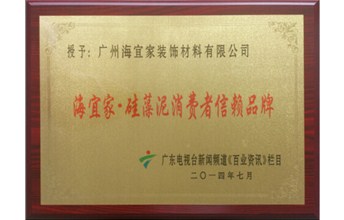 授予：广州海宜家装饰材料有限公司
海宜家·硅藻泥消费者信赖品牌
广东电视台新闻频道《百业资讯》栏目
二〇一四年七月